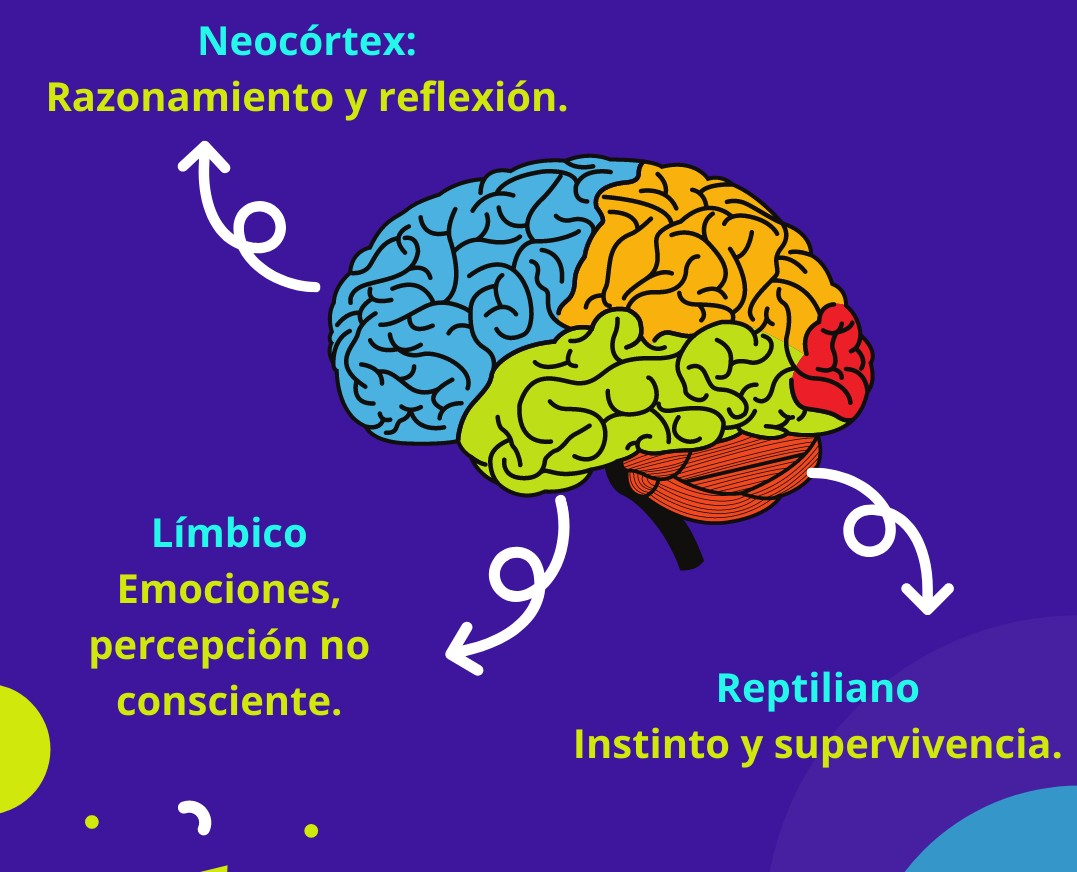 Neocórtex:
Razonamiento y reflexión.
Límbico
Emociones,
percepción no
consciente.
Reptiliano
Instinto y supervivencia.